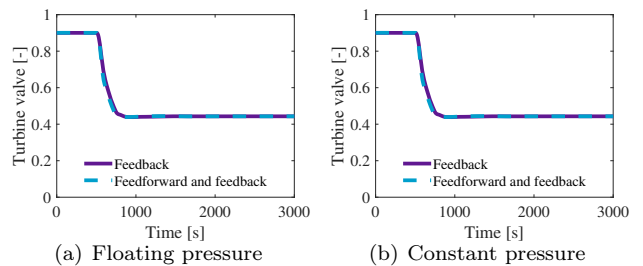 1
0.8
0.6
0.4
0.2
0
Turbine valve [-]
Feedback
Feedforward and feedback
0 1000 2000 3000
Time [s]
(a) Floating pressure
1
0.8
0.6
0.4
0.2
0
Turbine valve [-]
Feedback
Feedforward and feedback
0 1000 2000 3000
Time [s]
(b) Constant pressure